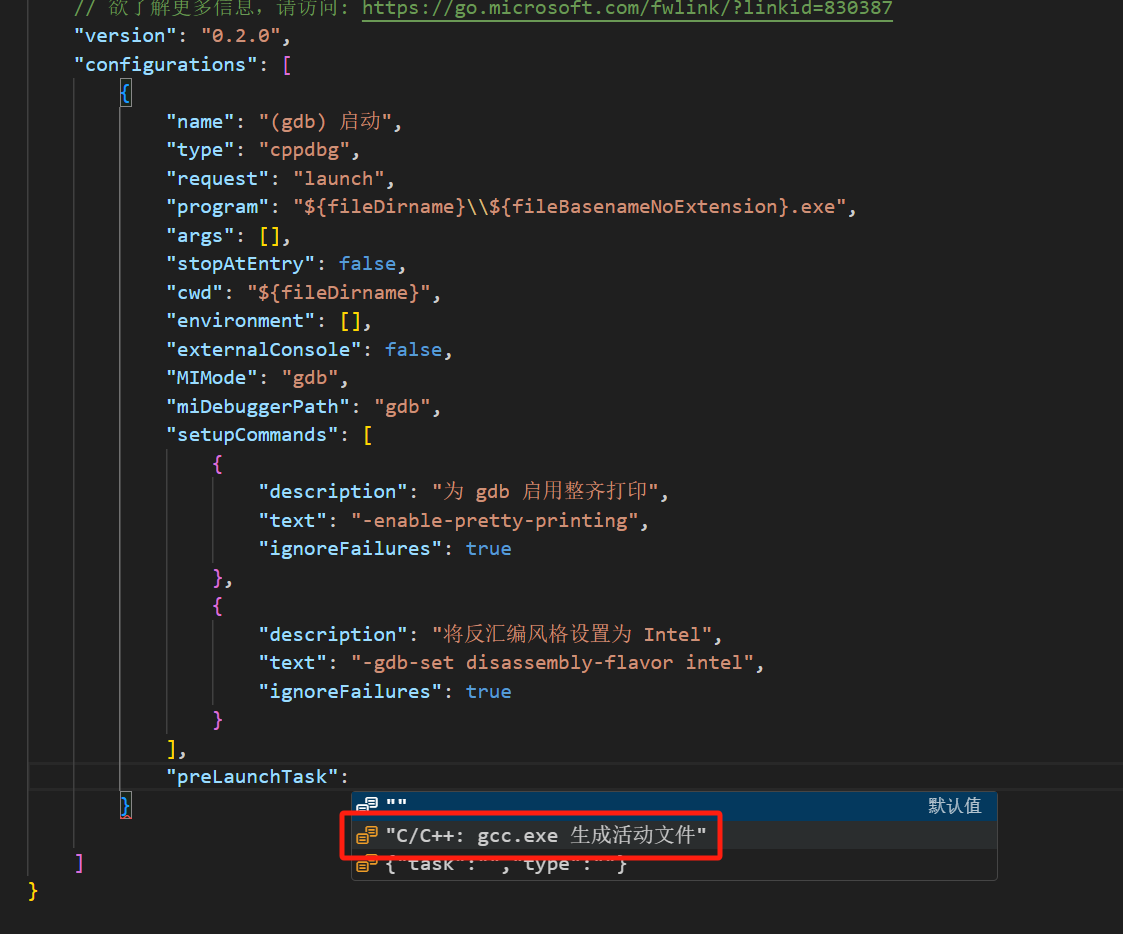 // 欲了解更多信息，请访问: https://go.microsoft.com/fwlink/?linkid=830387
"version": "0.2.0",
"configurations": [
{
"name": "(gdb) 启动",
"type": "cppdbg",
"request": "launch",
"program": "${fileDirname}\\${fileBasenameNoExtension}.exe",
"args": [],
"stopAtEntry": false,
"cwd": "${fileDirname}",
"environment": [],
"externalConsole": false,
"MIMode": "gdb",
"miDebuggerPath": "gdb",
"setupCommands": [
{
"description": "为 gdb 启用整齐打印",
"text": "-enable-pretty-printing",
"ignoreFailures": true
},
{
"description": "将反汇编风格设置为 Intel",
"text": "-gdb-set disassembly-flavor intel",
"ignoreFailures": true
}
],
"preLaunchTask":
}
"" 默认值
"C/C++: gcc.exe 生成活动文件"
{"task":"","type":""}
]
}